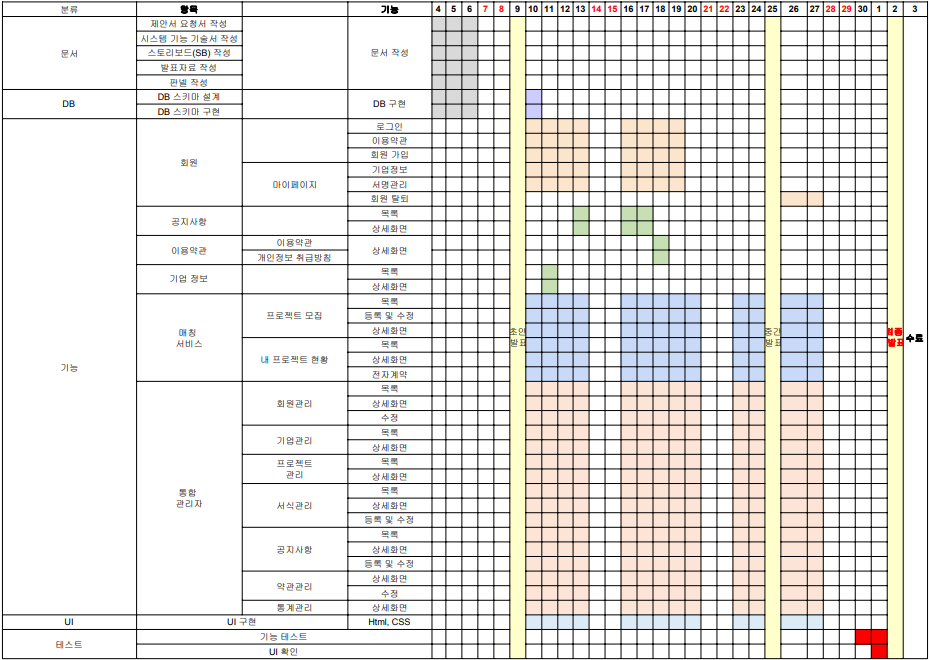 분류 항목 기능 4 5 6 7 8 9 10 11 12 13 14 15 16 17 18 19 20 21 22 23 24 25 26 27 28 29 30 1 2 3
문서
제안서 요청서 작성
시스템 기능 기술서 작성
스토리보드(SB) 작성
발표자료 작성
판넬 작성
문서 작성
DB
DB 스키마 설계
DB 스키마 구현
DB 구현
기능
회원
로그인
이용약관
회원 가입
마이페이지
기업정보
서명관리
회원 탈퇴
공지사항
목록
상세화면
이용약관
이용약관
개인정보 취급방침
상세화면
기업 정보
목록
상세화면
매칭
서비스
프로젝트 모집
목록
등록 및 수정
상세화면
내 프로젝트 현황
목록
상세화면
전자계약
통합
관리자
회원관리
목록
상세화면
수정
기업관리
목록
상세화면
프로젝트
관리
목록
상세화면
서식관리
목록
상세화면
등록 및 수정
공지사항
목록
상세화면
등록 및 수정
약관관리
상세화면
수정
통계관리
상세화면
초안
발표
중간
발표
최종
발표
수료
UI
UI 구현
Html, CSS
테스트
기능 테스트
UI 확인